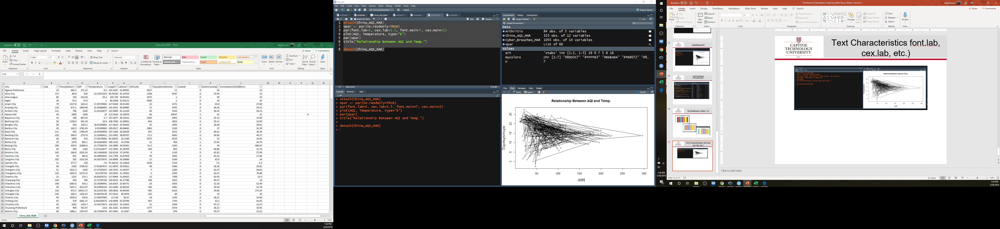 AutoSave Off China_AQI_MAR - Excel Mark Russo
File Home Insert Page Layout Formulas Data Review View Help Search Share Comments
Cut
Copy
Format Painter
Paste
Calibri 11
Wrap Text
Merge & Center
General
Conditional Formatting
Format as Table
Normal Bad Good Neutral Calculation
Check Cell Explanatory ... Input Linked Cell Note
Insert Delete Format
AutoSum
Fill
Clear
Sort & Filter
Find & Select
Ideas
Clipboard Font Alignment Number Styles Cells Editing Ideas
O16
A B C D E F G H I J K L M N O P Q R
1 City AQI Precipitation GDP Temperature Longitu Latitud Altitude PopulationDensity Coastal GreenCoverag Incineration(10,000ton)
2 Ngawa Prefecture 23 665.1 271.13 8.2 102.2247 31.89941 2617 11 0 36 23
3 Aksu City 137 80.4 610 12.27671233 80.26338 41.16754 1108 6547 0 33.94 23
4 Alxa League 85 150 322.58 24.2 105.729 38.85192 1673 1 0 36 23
5 Ngari 28 74.2 37.4 1 80.1058 32.50111 4280 1 0 36 23
6 Anqin City 79 2127.8 1613.2 17.29178082 117.0344 30.51265 13 2271 0 45.8 27.48
7 Anyang City 110 672.1 1884.48 15.35068493 114.3501 36.09685 71 4735 0 36.28 54.51
8 Anshan City 111 708 2326 11.41232877 122.9844 41.11526 49 2534 0 38.25 58.13
9 Macao SAR 44 2000 3358 22 113.5439 22.19874 40 20547 1 41 22 A
10 Bayannur City 53 188 887.43 3.7 107.3877 40.74321 1042 5093 0 35.12 15.98
11 Bazhong City 58 1198.9 501.34 16.9 106.7548 31.84901 443 2653 0 39.11 15.09
12 Bengbu City 96 910 1253.1 16.01369863 117.3614 32.93924 25 2599 0 38.48 29.61
13 Baotou City 45 262.9 3781.93 8.91369863 109.8517 40.66642 1065 2130 0 37 52.29
14 Baoji City 111 695 1788.59 14.83424658 107.1384 34.38229 567 5352 0 40.61 36.54
15 Baoding City 220 566.9 2757.8 13.25890411 115.5002 38.85707 17.2 4565 0 30.96 49.27
16 Baoshan City 56 1000 552 17.39178082 99.16872 25.1168 1673 4529 0 31 10.95
17 Beihai City 23 1670 892.1 24.61643836 109.1192 21.4798 21 458 1 27.45 24.74
18 Beijing City 296 458.9 22968.6 13.77260274 116.3809 39.92361 31.2 1292 0 34 686.67
19 Benxi City 63 900 1160 9.271232877 123.7645 41.28759 100 602 0 44.88 31.76
20 Binzhou City 142 564.8 2355.33 14.11643836 118.0218 37.36781 9 1110 0 42.92 27.99
21 Haozhou City 59 831 942.6 10.58695652 115.7709 33.87929 39 3693 0 41.32 17.66
22 Cangzhiu City 105 581 3133.38 14.30273973 116.8608 38.30884 12 3169 1 42.9 24
23 Qamdo City 31 477.7 136 7.6 97.18152 31.13818 3230 5714 0 7.6 3.5
24 Changde City 69 1550 2709.02 17.93287671 111.6876 29.03821 38 2366 0 36.26 26.81
25 Changshu City 51 1615.3 2100 17.27534247 120.7525 31.65437 7 1200 0 42.37 28.61
26 Changzhou City 116 1450.9 5273.15 16.9739726 119.9503 31.78393 3 2399 0 42.47 76.48
27 Chaohu City 22 1215 273.1 16.82876712 117.8904 31.62452 13 7708 0 42.93 13.5
28 Chaoyang City 224 450 780 13.72739726 120.4515 41.57786 168 1022 0 40.57 33
29 Chaozhou City 106 1685.8 910.1 23.19589041 116.6367 23.66771 18 3503 0 32.16 51.94
30 Chenzhou City 49 1452.1 2012.07 19.67808219 113.0286 25.80229 189 1081 0 39.56 21.78
31 Chengdu City 118 873.3 10912.17 18.22191781 104.0818 30.66106 485 6116 0 39.84 273.55
32 Chengde City 195 440.5 1342.55 10.08219178 117.9223 40.9676 325 89 0 33 30
33 Chizhou City 40 1959.4 530.6 17.30547945 117.48 30.67 18 1199 0 36.51 14.06
34 Chifeng City 91 374 1861.27 8.434246575 118.9498 42.26798 587 1754 0 42.2 42.03
35 Chuzhou City 63 1035 1305.7 15.50273973 118.3012 32.31653 31 1456 0 47.17 12.57
36 Chuxiong Prefecture 44 900 762.97 14.8 101.5281 25.04553 1777 5574 0 36.15 10.95
37 Dazhou City 86 1086.1 1353.67 18.75205479 107.5003 31.2247 306 974 0 29.57 23.12
China_AQI_MAR
Ready 100%
1:38 PM
5/26/2019
RStudio
File Edit Code View Plots Session Build Debug Profile Tools Help
Go to file/function Addins Project: (None)
Untitled5* Untitled6 China_AQI_MAR Untitled7* Untitled8* Untitled10* Untitled9*
Source on Save Run Source
1 attach(China_AQI_MAR)
2 opar <- par(no.readonly=TRUE)
3 par(font.lab=5, cex.lab=1.5, font.main=7, cex.main=2)
4 plot(AQI, Temperature, type="b")
5 par(opar)
6 title("Relationship Between AQI and Temp.")
7
8 detach(China_AQI_MAR)
1:1 (Top Level) R Script
Console Terminal Jobs
~/
> attach(China_AQI_MAR)
> opar <- par(no.readonly=TRUE)
> par(font.lab=5, cex.lab=1.5, font.main=7, cex.main=2)
> plot(AQI, Temperature, type="b")
> par(opar)
> title("Relationship Between AQI and Temp.")
>
> detach(China_AQI_MAR)
>
Environment History Connections
Import Dataset List
Global Environment
Data
Arthritis 84 obs. of 5 variables
China_AQI_MAR 323 obs. of 12 variables
Cyber_Breaches_MAR 1055 obs. of 14 variables
opar List of 66
Values
art 'xtabs' int [1:2, 1:3] 19 6 7 5 6 16
mycolors chr [1:7] "#8DD3C7" "#FFFFB3" "#BEBADA" "#FB8072" "#8...
n 7
Files Plots Packages Help Viewer
Zoom Export Publish
Relationship Between AQI and Temp.
Τεμπερατυρε
25
20
15
10
5
0
50 100 150 200 250 300
ΑΘΙ
1:38 PM
5/26/2019
AutoSave Off Homework_Presentation_Graphing_Mark Russo_Week 3 version 2 Mark Russo
File Home Insert Design Transitions Animations Slide Show Review View Help Search Share Comments
Paste
Cut
Copy
Format Painter
New Slide
Layout
Reset
Section
Text Direction
Align Text
Convert to SmartArt
Arrange
Quick Styles
Shape Fill
Shape Outline
Shape Effects
Find
Replace
Select
Dictate
Clipboard Slides Font Paragraph Drawing Editing Voice
12
Adjusting par()
13
Install.packages
("RColorBrewer")
14
RColorBrewer (Sets 1-3)
15
Text Characteristics font.lab,
cex.lab, etc.)
CAPITOL
TECHNOLOGY
UNIVERSITY
1927
Text Characteristics font.lab,
cex.lab, etc.)
Relationship Between AQI and Temp.
Click to add notes
Slide 15 of 15 Notes 104%
1:38 PM
5/26/2019